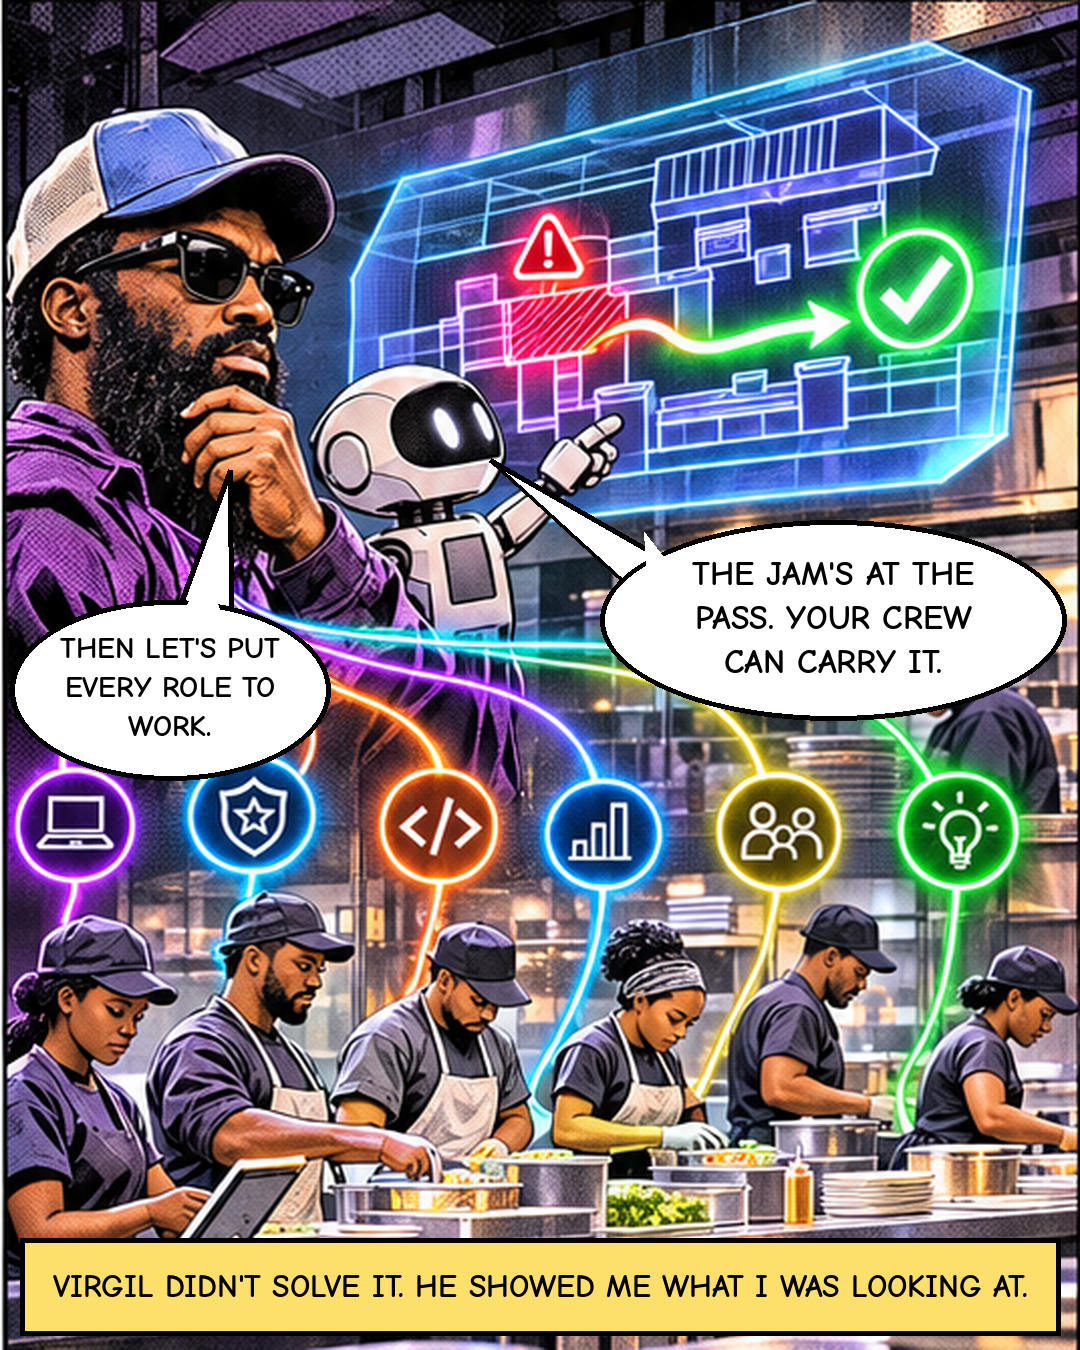 THE JAM'S AT THE
PASS. YOUR CREW
CAN CARRY IT.
THEN LET'S PUT
EVERY ROLE TO
WORK.
VIRGIL DIDN'T SOLVE IT. HE SHOWED ME WHAT I WAS LOOKING AT.